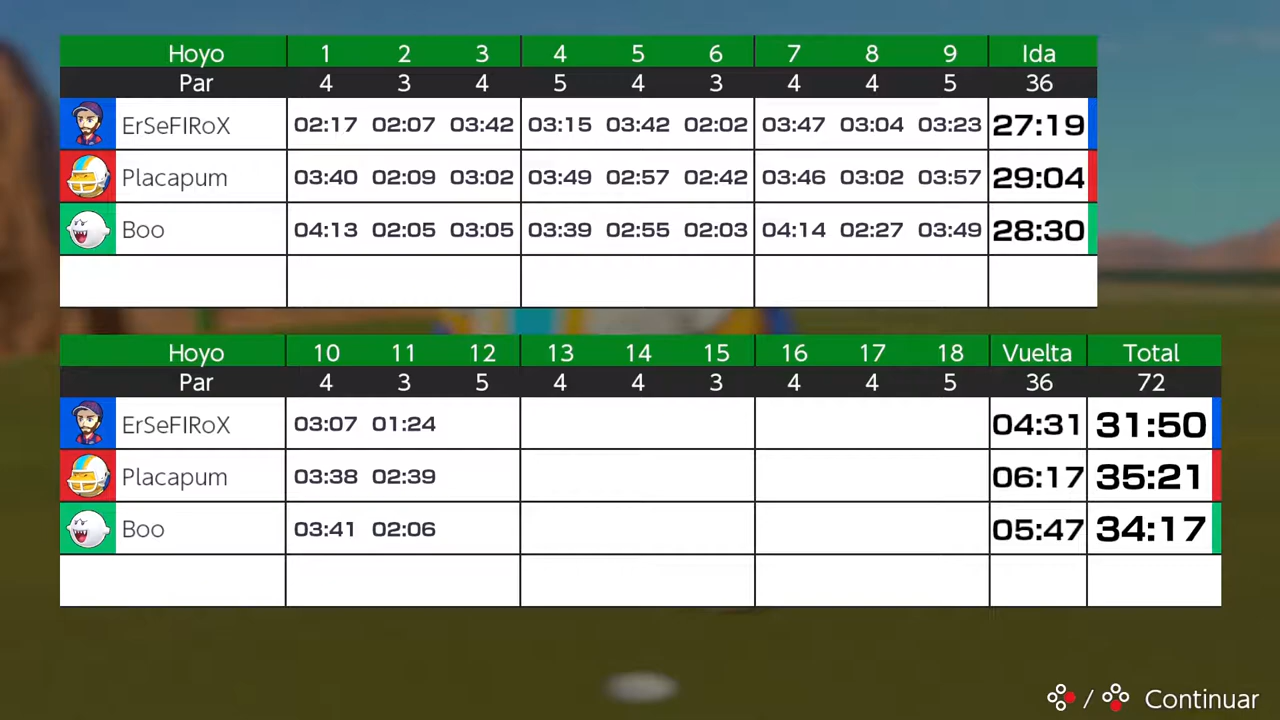 Hoyo 1 2 3 4 5 6 7 8 9 Ida
Par 4 3 4 5 4 3 4 4 5 36
ErSeFIRoX 02:17 02:07 03:42 03:15 03:42 02:02 03:47 03:04 03:23 27:19
Placapum 03:40 02:09 03:02 03:49 02:57 02:42 03:46 03:02 03:57 29:04
Boo 04:13 02:05 03:05 03:39 02:55 02:03 04:14 02:27 03:49 28:30
Hoyo 10 11 12 13 14 15 16 17 18 Vuelta Total
Par 4 3 5 4 4 3 4 4 5 36 72
ErSeFIRoX 03:07 01:24 04:31 31:50
Placapum 03:38 02:39 06:17 35:21
Boo 03:41 02:06 05:47 34:17
/ Continuar